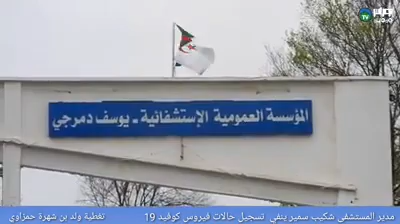 TV
المؤسسة العمومية الإستشفائية - يوسف دمرجي
مدير المستشفى شكيب سمير ينفي تسجيل حالات فيروس كوفيد 19
تغطية ولد بن شهرة حمزاوي